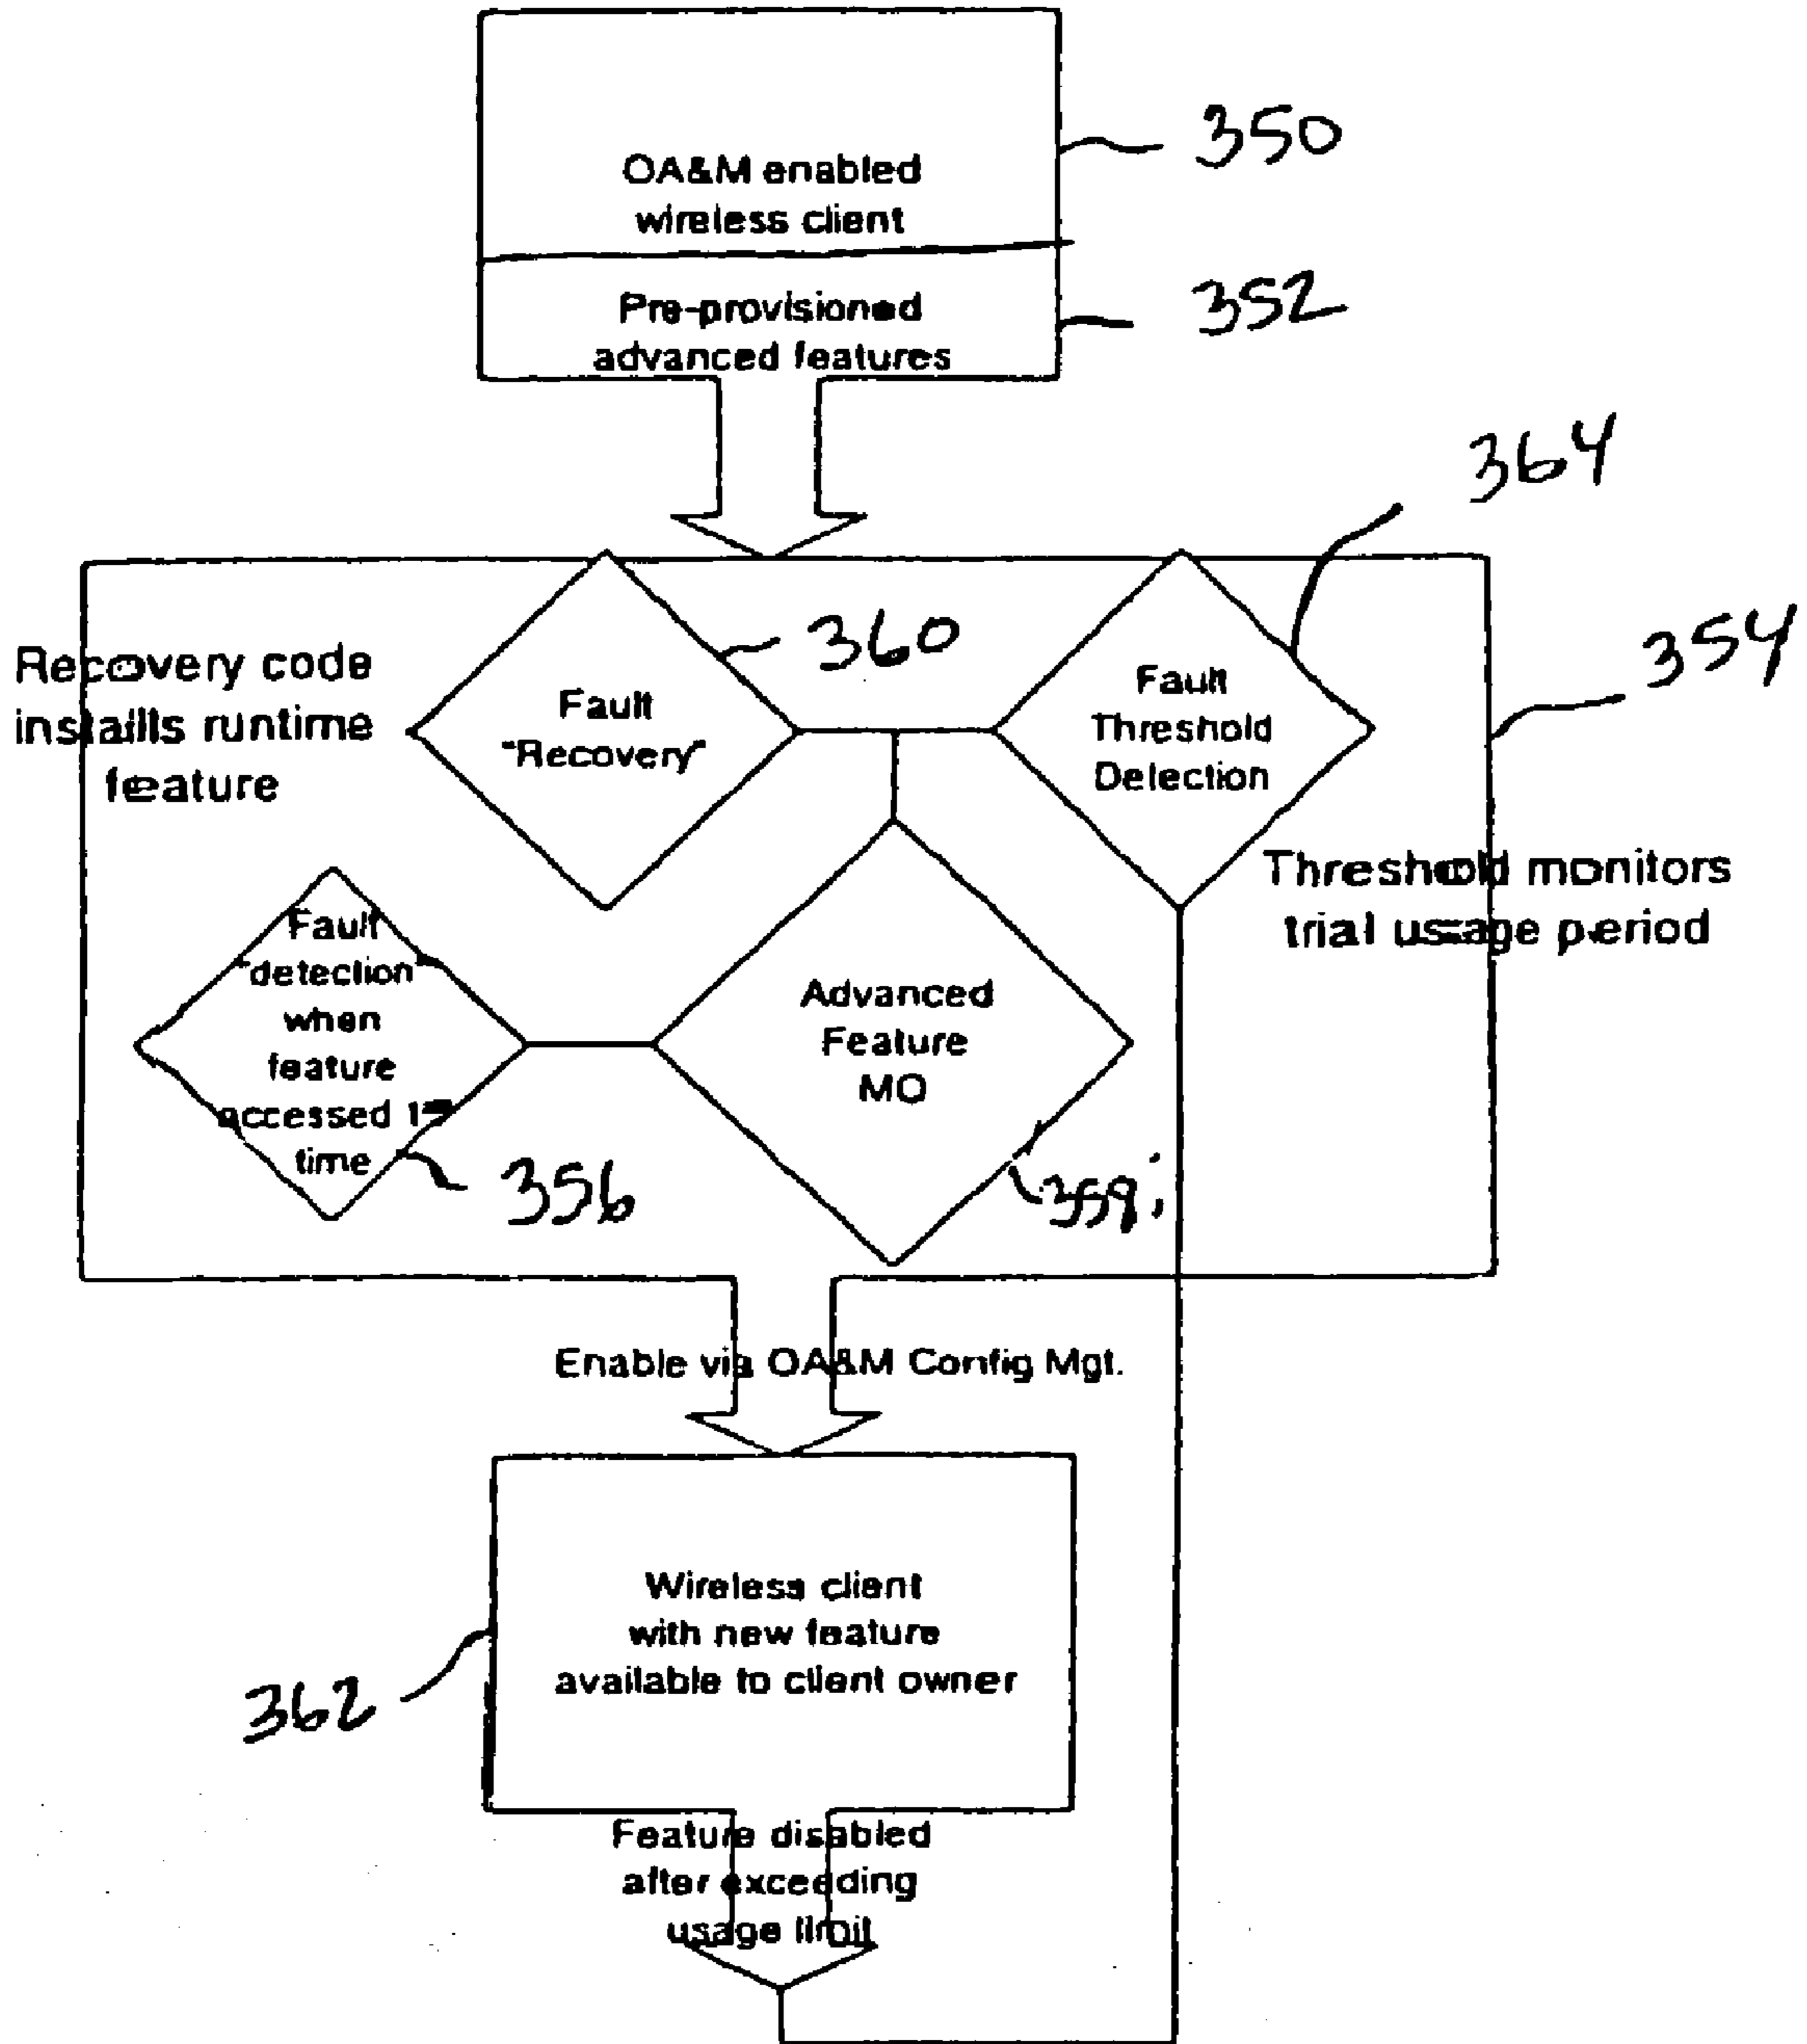 OA&M enabled
wireless client
350
Pre-provisioned
advanced features
352
364
354
Recovery code
installs runtime
feature
360
Fault
"Recovery"
Fault
Threshold
Detection
Threshold monitors
trial usage period
Fault
"detection"
when
feature
accessed 1st
time
356
Advanced
Feature
MO
Enable via OA&M Config Mgt.
Wireless client
with new feature
available to client owner
362
Feature disabled
after exceeding
usage limit